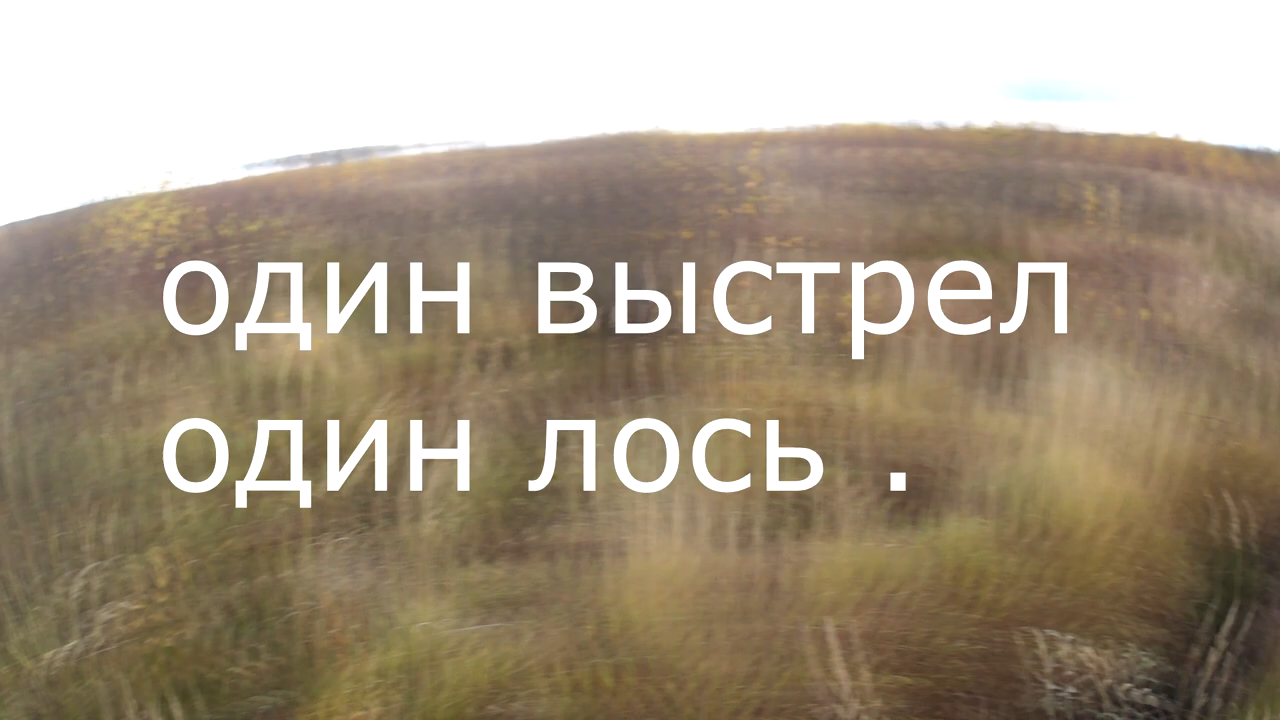 один выстрел
один лось .